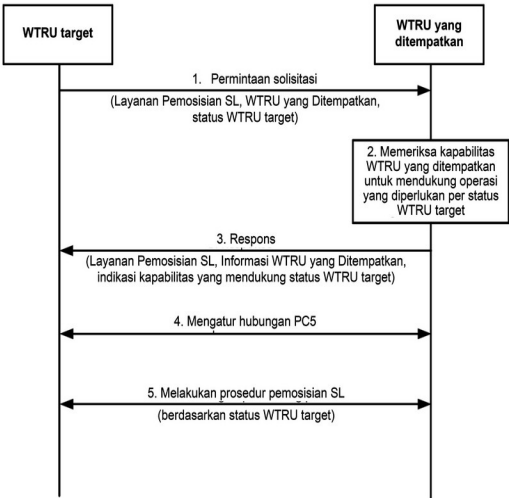 WTRU target
WTRU yang
ditempatkan
1. Permintaan solisitasi
(Layanan Pemosisian SL, WTRU yang Ditempatkan,
status WTRU target)
2. Memeriksa kapabilitas
WTRU yang ditempatkan
untuk mendukung operasi
yang diperlukan per status
WTRU target
3. Respons
(Layanan Pemosisian SL, Informasi WTRU yang Ditempatkan,
indikasi kapabilitas yang mendukung status WTRU target)
4. Mengatur hubungan PC5
5. Melakukan prosedur pemosisian SL
(berdasarkan status WTRU target)